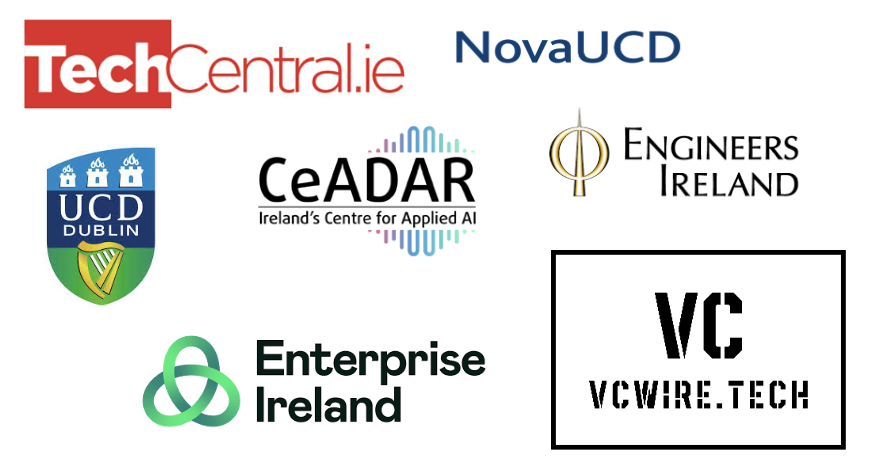 TechCentral.ie
NovaUCD
ENGINEERS
IRELAND
CeADAR
Ireland's Centre for Applied AI
UCD
DUBLIN
VC
VCWIRE.TECH
Enterprise
Ireland